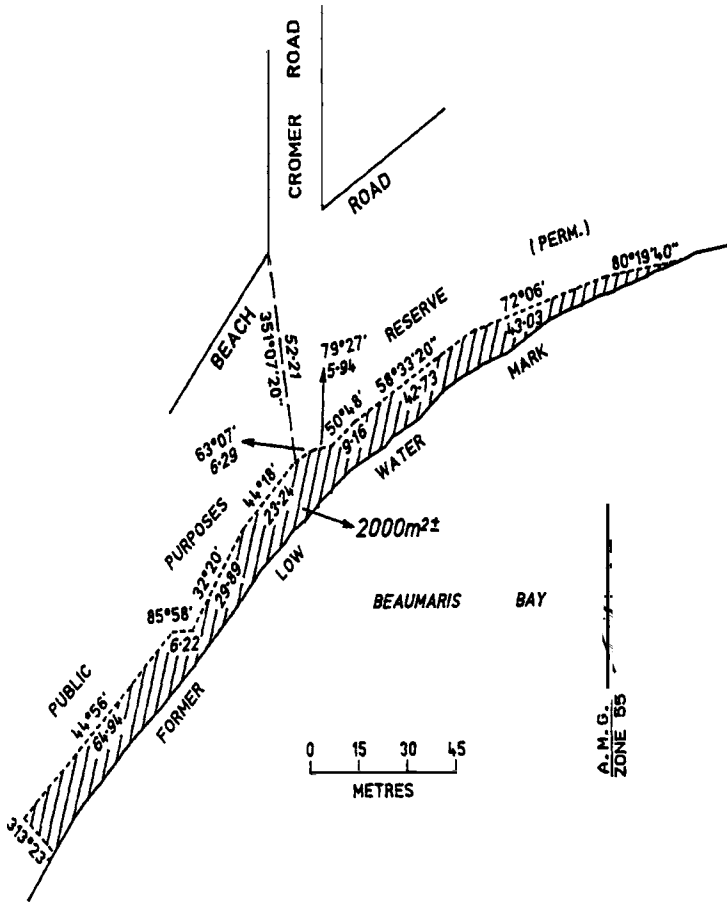 CROMER ROAD
ROAD
BEACH
351°07'20"
52·21
(PERM.)
80°19'40"
72°06'
43·03
RESERVE
MARK
79°27'
5·94
58°33'20"
42·73
50°48'
9·16
WATER
63°07'
6·29
44°18'
23·24
2000m²±
PURPOSES
LOW
32°20'
29·89
BEAUMARIS BAY
85°58'
6·22
PUBLIC
FORMER
44°56'
64·94
313°23'
0 15 30 45
METRES
A.M.G.
ZONE 55